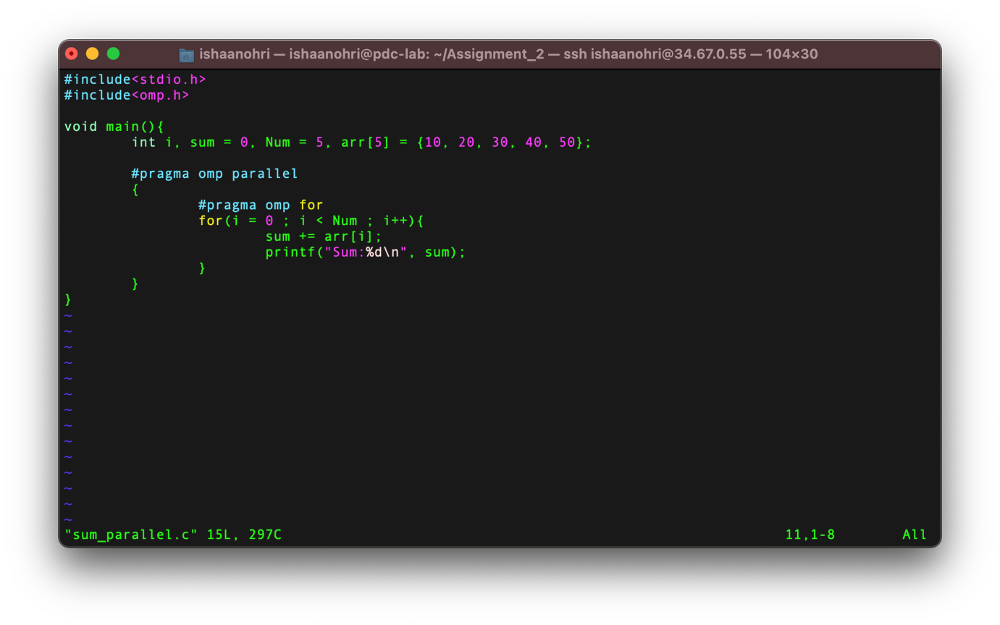 ishaanohri — ishaanohri@pdc-lab: ~/Assignment_2 — ssh ishaanohri@34.67.0.55 — 104×30
#include<stdio.h>
#include<omp.h>

void main(){
        int i, sum = 0, Num = 5, arr[5] = {10, 20, 30, 40, 50};

        #pragma omp parallel
        {
                #pragma omp for
                for(i = 0 ; i < Num ; i++){
                        sum += arr[i];
                        printf("Sum:%d\n", sum);
                }
        }
}
~
~
~
~
~
~
~
~
~
~
~
~
~
~
"sum_parallel.c" 15L, 297C 11,1-8 All